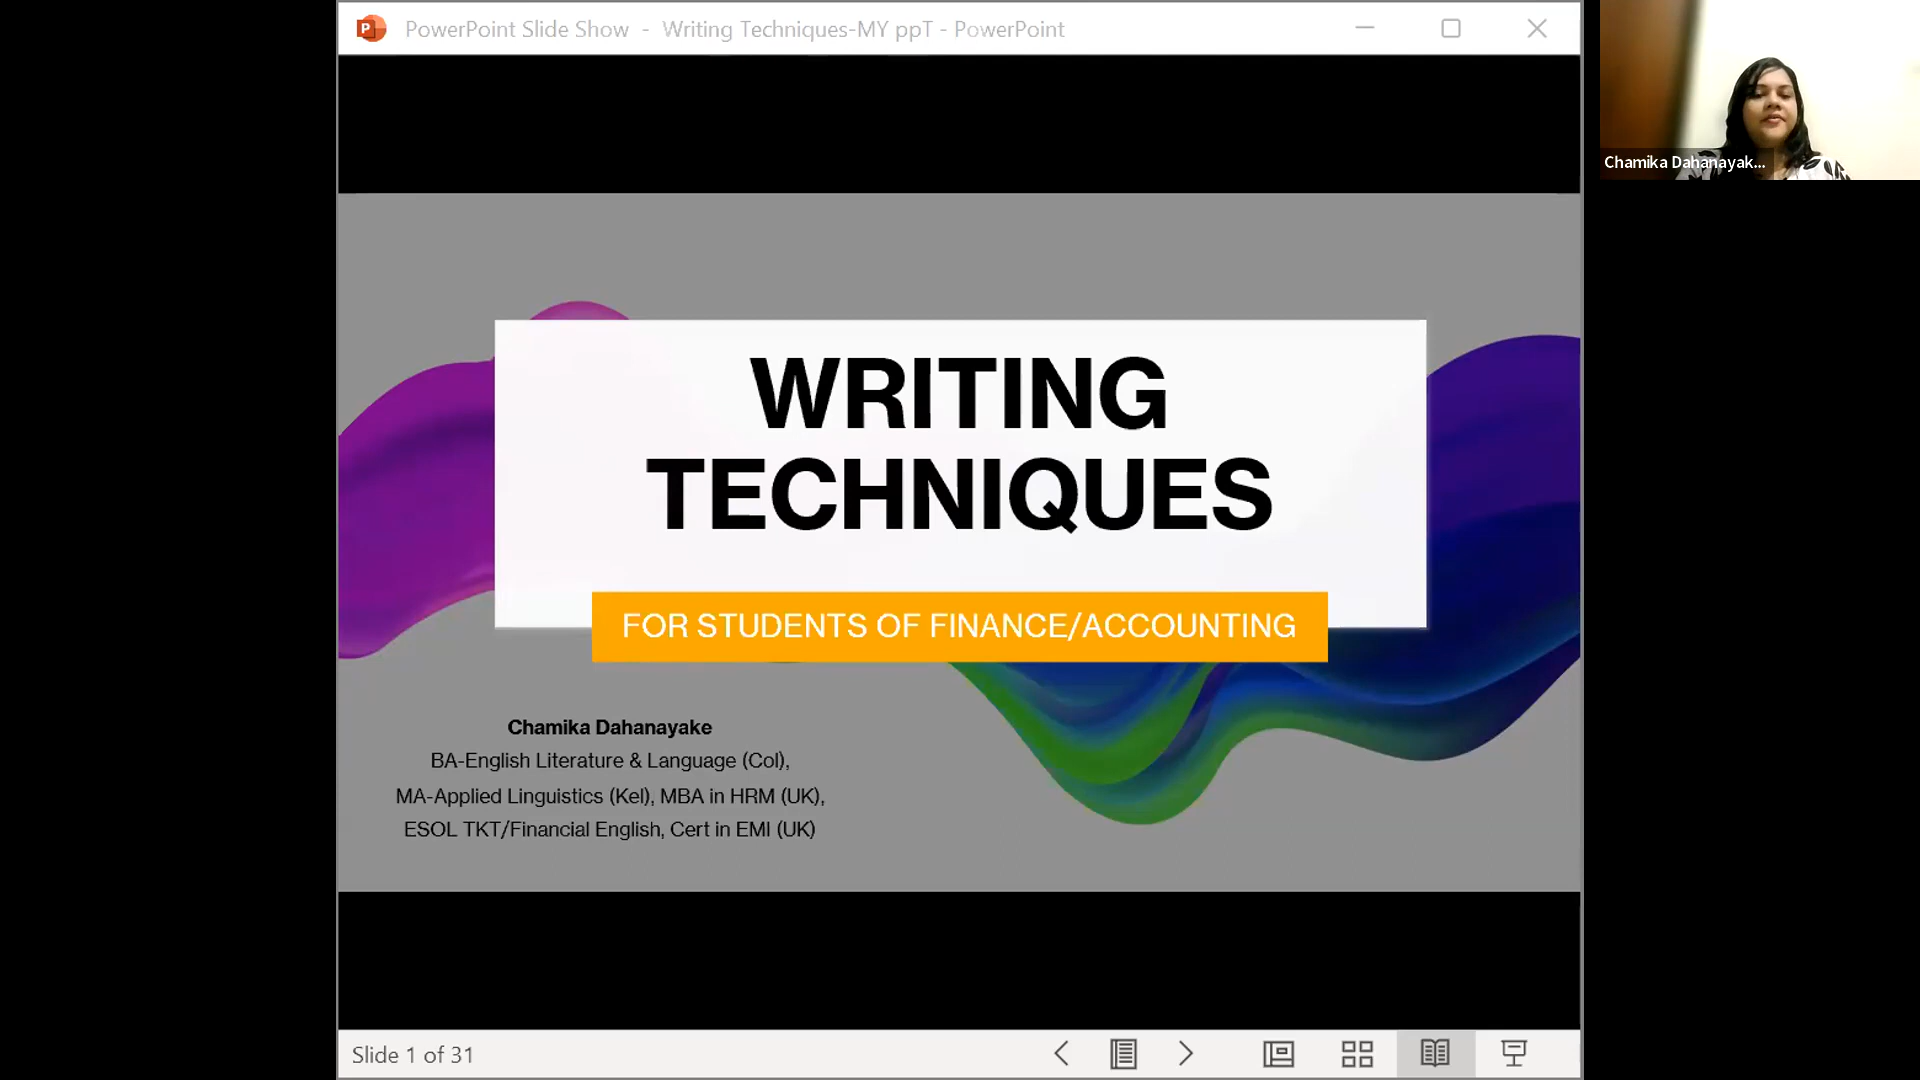 PowerPoint Slide Show - Writing Techniques-MY ppT - PowerPoint
Chamika Dahanayak...
WRITING
TECHNIQUES
FOR STUDENTS OF FINANCE/ACCOUNTING
Chamika Dahanayake
BA-English Literature & Language (Col),
MA-Applied Linguistics (Kel), MBA in HRM (UK),
ESOL TKT/Financial English, Cert in EMI (UK)
Slide 1 of 31